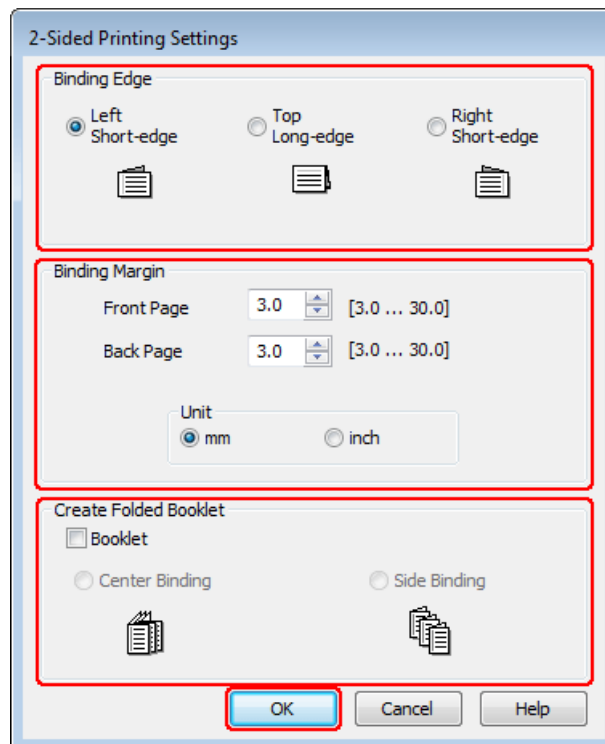 2-Sided Printing Settings
Binding Edge
Left
Short-edge
Top
Long-edge
Right
Short-edge
Binding Margin
Front Page 3.0 [3.0 ... 30.0]
Back Page 3.0 [3.0 ... 30.0]
Unit
mm inch
Create Folded Booklet
Booklet
Center Binding Side Binding
OK Cancel Help